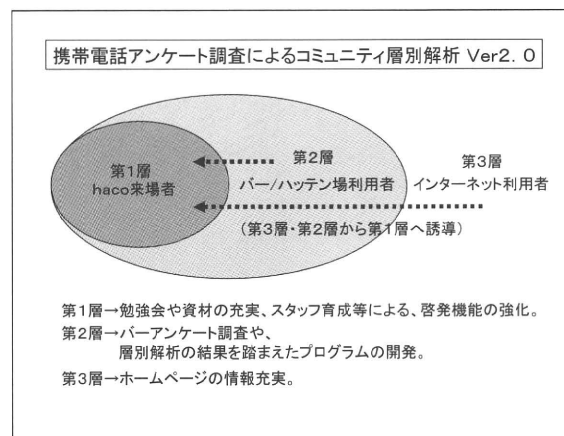 携帯電話アンケート調査によるコミュニティ層別解析 Ver2.0
第1層
haco来場者
第2層
バー/ハッテン場利用者
第3層
インターネット利用者
(第3層・第2層から第1層へ誘導)
第1層→勉強会や資材の充実、スタッフ育成等による、啓発機能の強化。
第2層→バーアンケート調査や、
層別解析の結果を踏まえたプログラムの開発。
第3層→ホームページの情報充実。